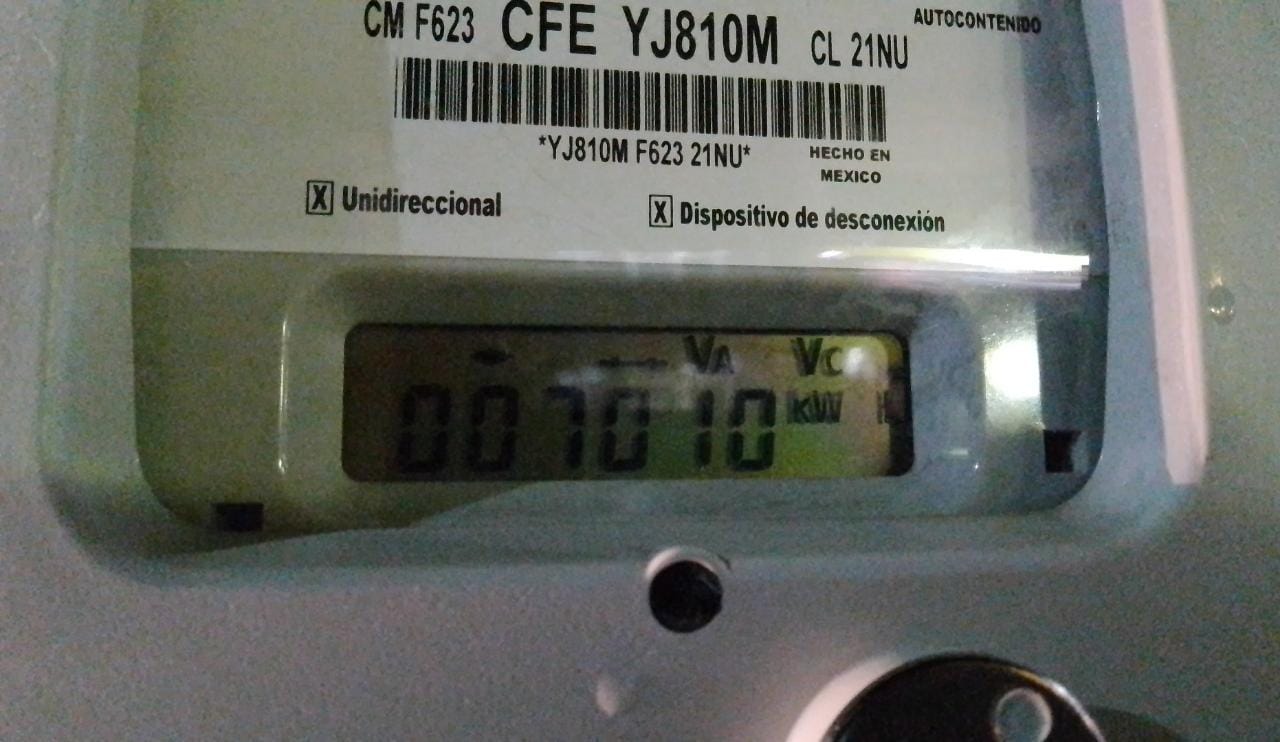 CM F623 CFE YJ810M CL 21NU AUTOCONTENIDO
*YJ810M F623 21NU* HECHO EN
MEXICO
X Unidireccional X Dispositivo de desconexión
VA VC
007010 kW H